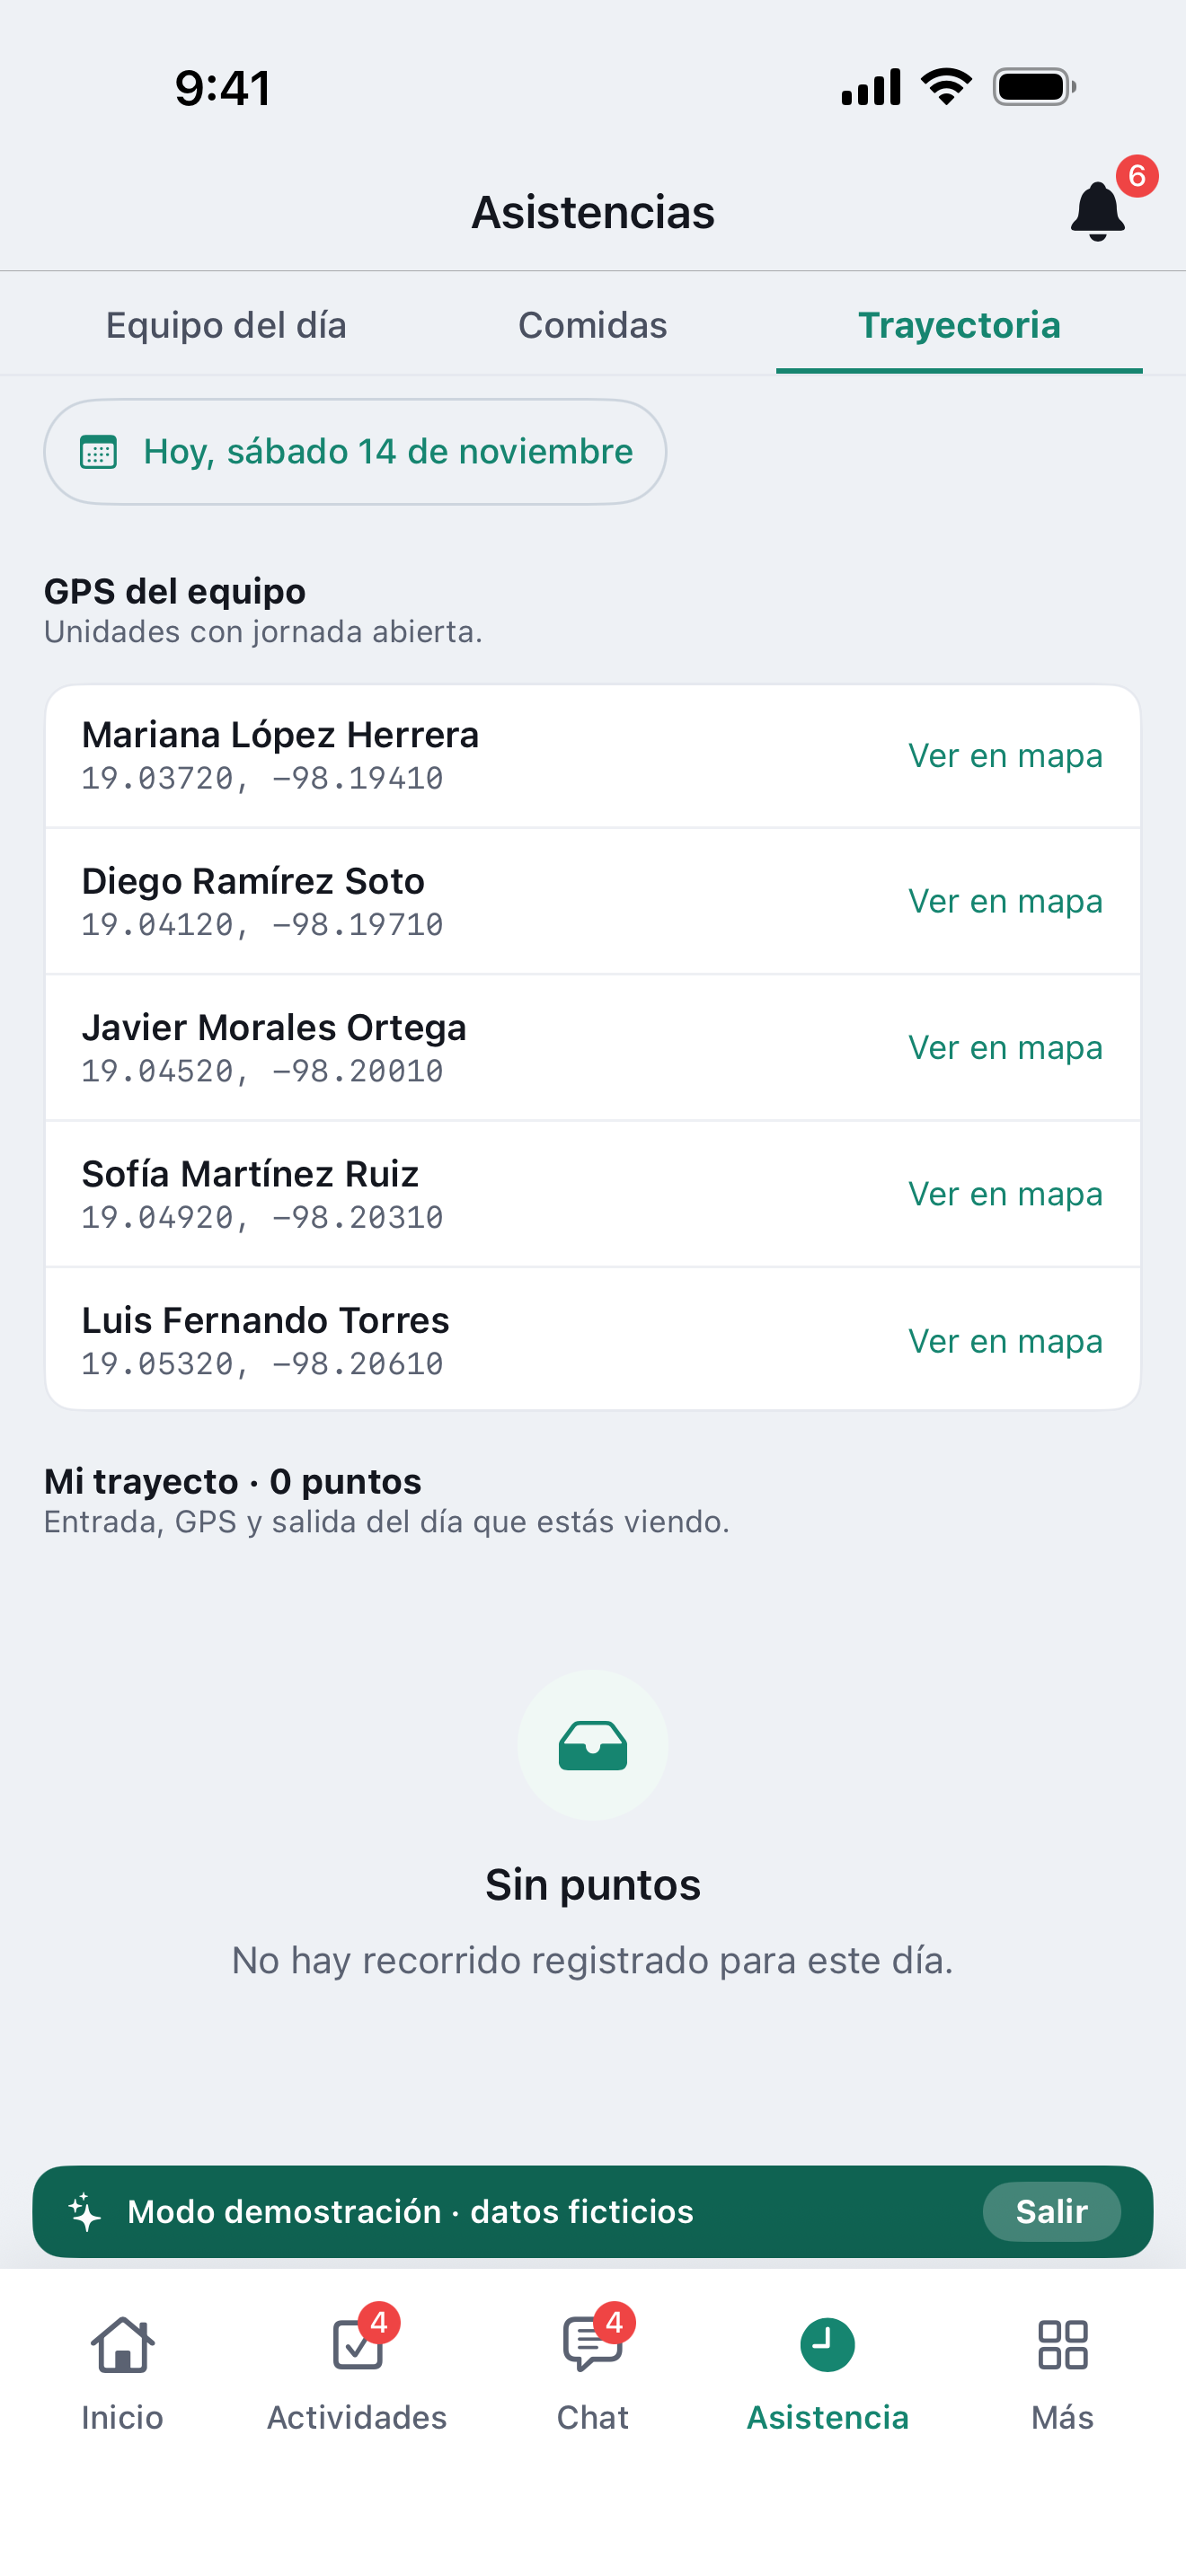 9:41
Asistencias
6
Equipo del día
Comidas
Trayectoria
Hoy, sábado 14 de noviembre
GPS del equipo
Unidades con jornada abierta.
Mariana López Herrera
19.03720, −98.19410
Ver en mapa
Diego Ramírez Soto
19.04120, −98.19710
Ver en mapa
Javier Morales Ortega
19.04520, −98.20010
Ver en mapa
Sofía Martínez Ruiz
19.04920, −98.20310
Ver en mapa
Luis Fernando Torres
19.05320, −98.20610
Ver en mapa
Mi trayecto · 0 puntos
Entrada, GPS y salida del día que estás viendo.
Sin puntos
No hay recorrido registrado para este día.
Modo demostración · datos ficticios
Salir
4
4
Inicio
Actividades
Chat
Asistencia
Más